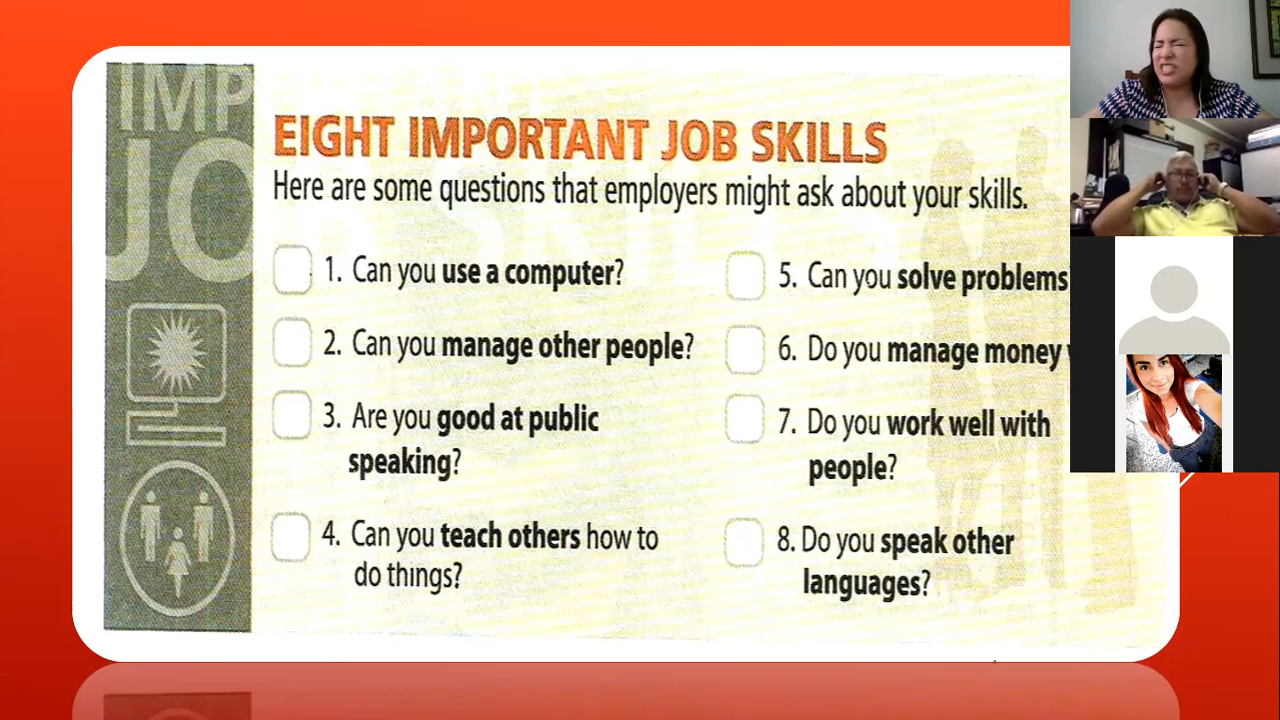 IMP
JO
EIGHT IMPORTANT JOB SKILLS
Here are some questions that employers might ask about your skills.
1. Can you use a computer?
2. Can you manage other people?
3. Are you good at public
speaking?
4. Can you teach others how to
do things?
5. Can you solve problems
6. Do you manage money
7. Do you work well with
people?
8. Do you speak other
languages?